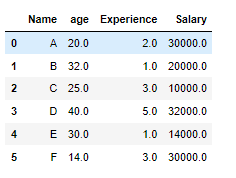 Name age Experience Salary
0 A 20.0 2.0 30000.0
1 B 32.0 1.0 20000.0
2 C 25.0 3.0 10000.0
3 D 40.0 5.0 32000.0
4 E 30.0 1.0 14000.0
5 F 14.0 3.0 30000.0